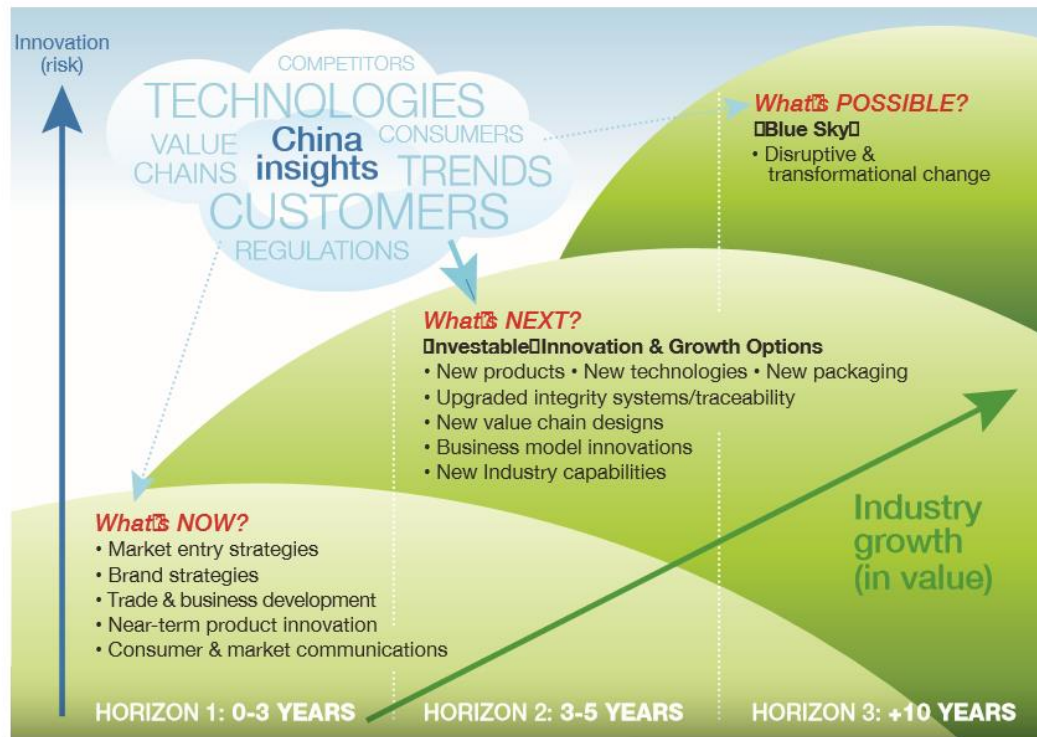 Innovation
(risk)
COMPETITORS
TECHNOLOGIES
VALUE
CHAINS
China
insights
CONSUMERS
TRENDS
CUSTOMERS
REGULATIONS
What▯s POSSIBLE?
▯Blue Sky▯
• Disruptive &
transformational change
What▯s NEXT?
▯Investable▯Innovation & Growth Options
• New products • New technologies • New packaging
• Upgraded integrity systems/traceability
• New value chain designs
• Business model innovations
• New Industry capabilities
What▯s NOW?
• Market entry strategies
• Brand strategies
• Trade & business development
• Near-term product innovation
• Consumer & market communications
Industry
growth
(in value)
HORIZON 1: 0-3 YEARS
HORIZON 2: 3-5 YEARS
HORIZON 3: +10 YEARS